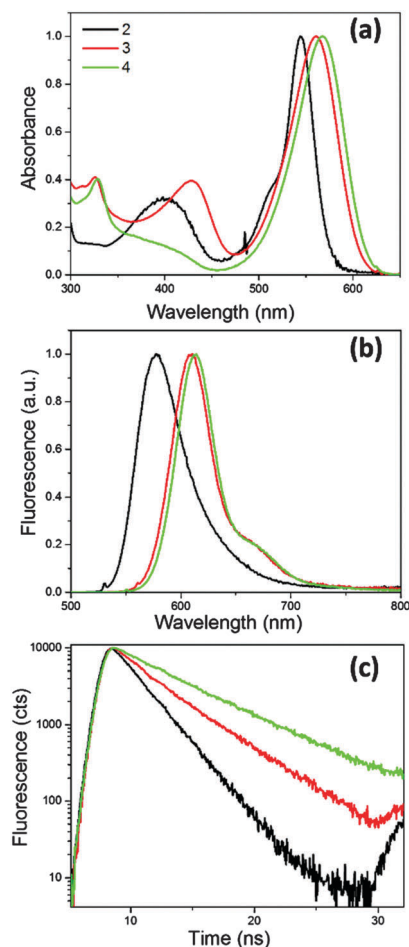 (a)
2
3
4
Absorbance
1.0
0.8
0.6
0.4
0.2
0.0
300 400 500 600
Wavelength (nm)
(b)
Fluorescence (a.u.)
1.0
0.8
0.6
0.4
0.2
0.0
500 600 700 800
Wavelength (nm)
(c)
Fluorescence (cts)
10000
1000
100
10
10 20 30
Time (ns)